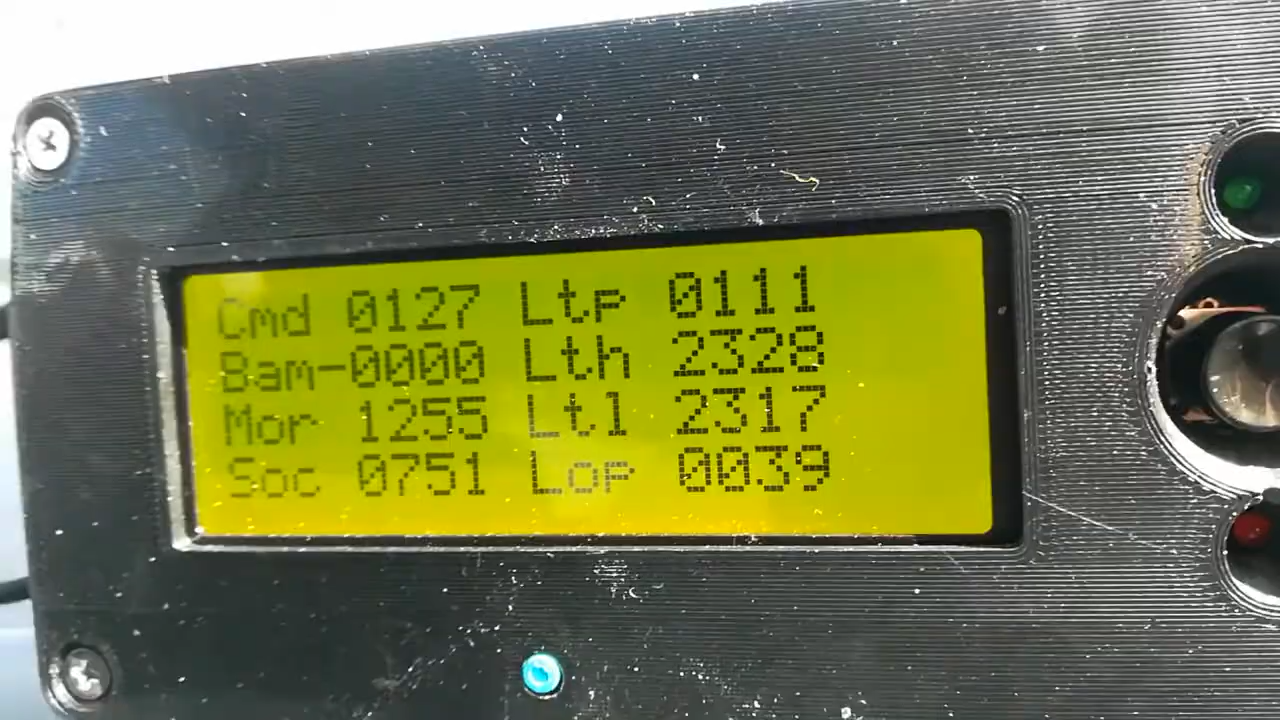 Cmd 0127 Ltp 0111
Bam-0000 Lth 2328
Mor 1255 Ltl 2317
Soc 0751 Lop 0039